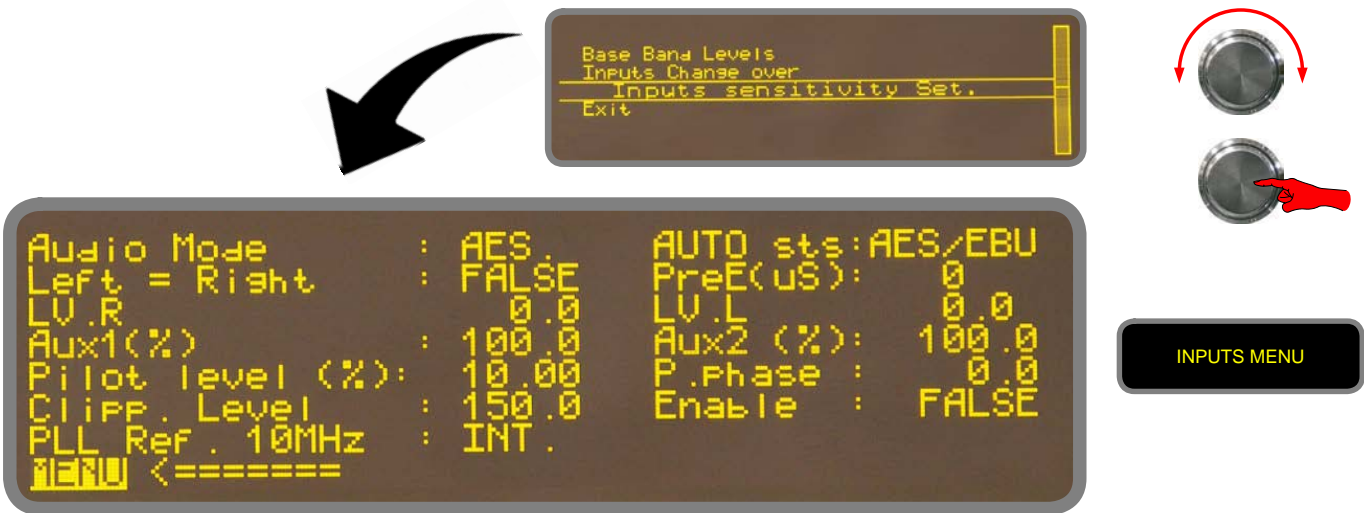 Base Band Levels
Inputs Change over
Inputs sensitivity Set.
Exit
Audio Mode : AES. AUTO sts:AES/EBU
Left = Right : FALSE PreE(uS): 0
LV.R 0.0 LV.L 0.0
Aux1(%) : 100.0 Aux2 (%): 100.0
Pilot level (%): 10.00 P.phase : 0.0
Clipp. Level : 150.0 Enable : FALSE
PLL Ref. 10MHz : INT.
MENU <=======
INPUTS MENU